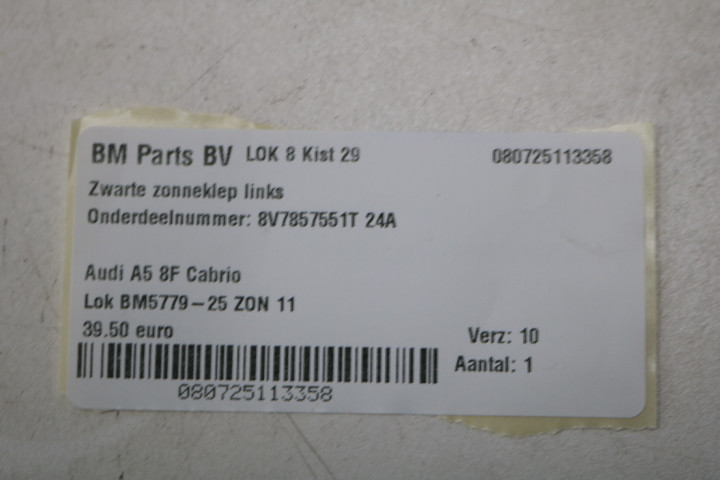 BM Parts BV LOK 8 Kist 29 080725113358
Zwarte zonneklep links
Onderdeelnummer: 8V7857551T 24A
Audi A5 8F Cabrio
Lok BM5779-25 ZON 11
39.50 euro Verz: 10
Aantal: 1
080725113358